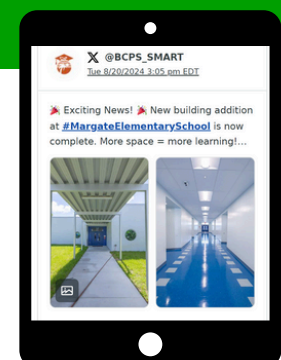 X @BCPS_SMART
Tue 8/20/2024 3:05 pm EDT
🎉 Exciting News! 🎉 New building addition
at #MargateElementarySchool is now
complete. More space = more learning!...